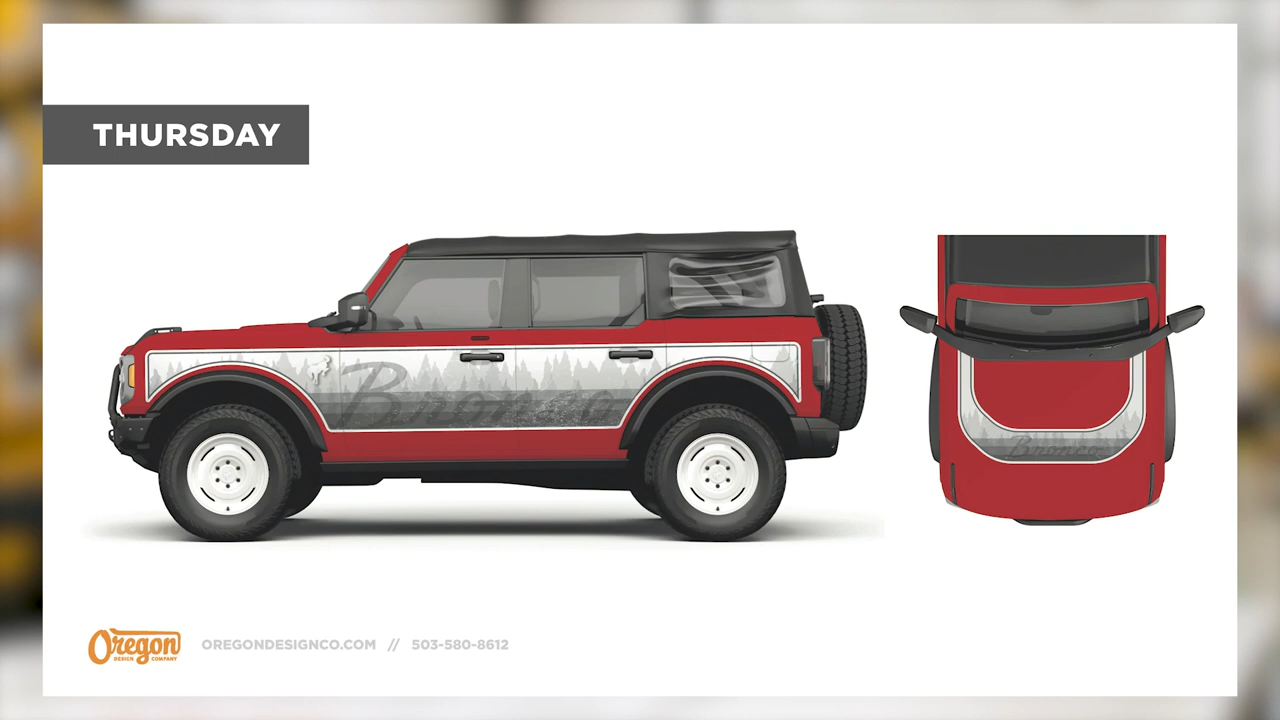 THURSDAY
Bronco
Bronco
Oregon
DESIGN COMPANY
OREGONDESIGNCO.COM // 503-580-8612